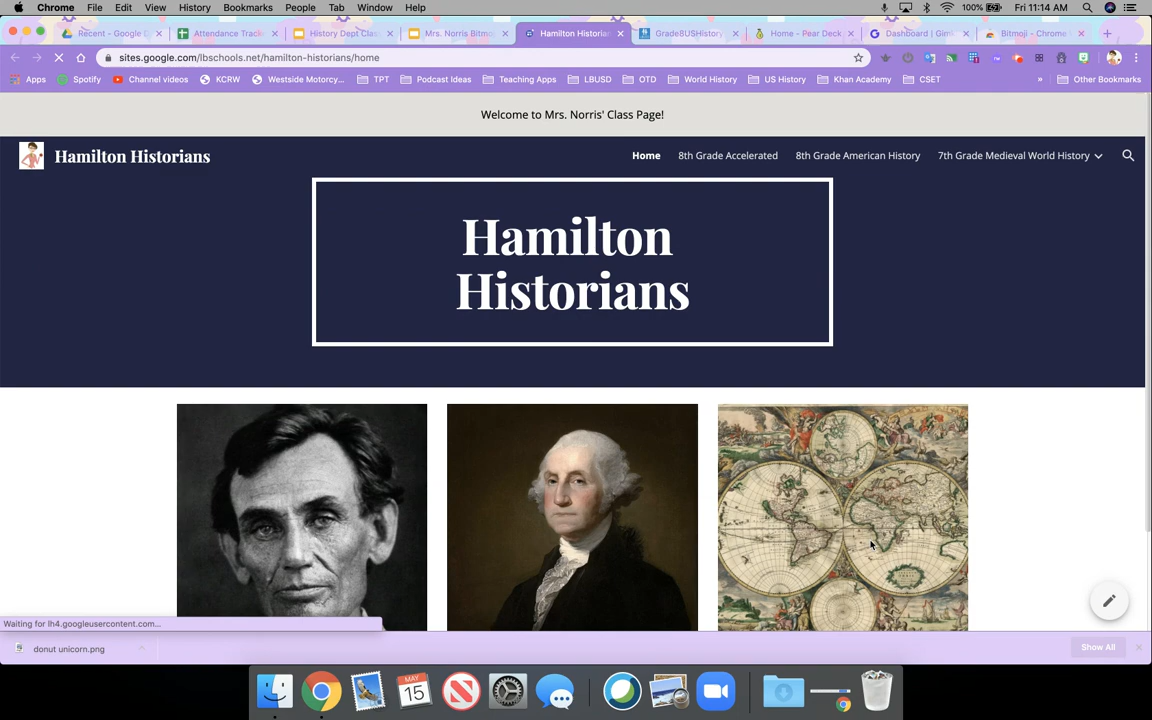 Chrome File Edit View History Bookmarks People Tab Window Help 100% Fri 11:14 AM
Recent - Google D Attendance Track History Dept Class Mrs. Norris Bitmo Hamilton Historian Grade8USHistory Home - Pear Deck Dashboard | Gim Bitmoji - Chrome
sites.google.com/lbschools.net/hamilton-historians/home
Apps Spotify Channel videos KCRW Westside Motorcy... TPT Podcast Ideas Teaching Apps LBUSD OTD World History US History Khan Academy CSET » Other Bookmarks
Welcome to Mrs. Norris' Class Page!
Hamilton Historians Home 8th Grade Accelerated 8th Grade American History 7th Grade Medieval World History
Hamilton
Historians
Waiting for lh4.googleusercontent.com...
donut unicorn.png Show All
MAY
15